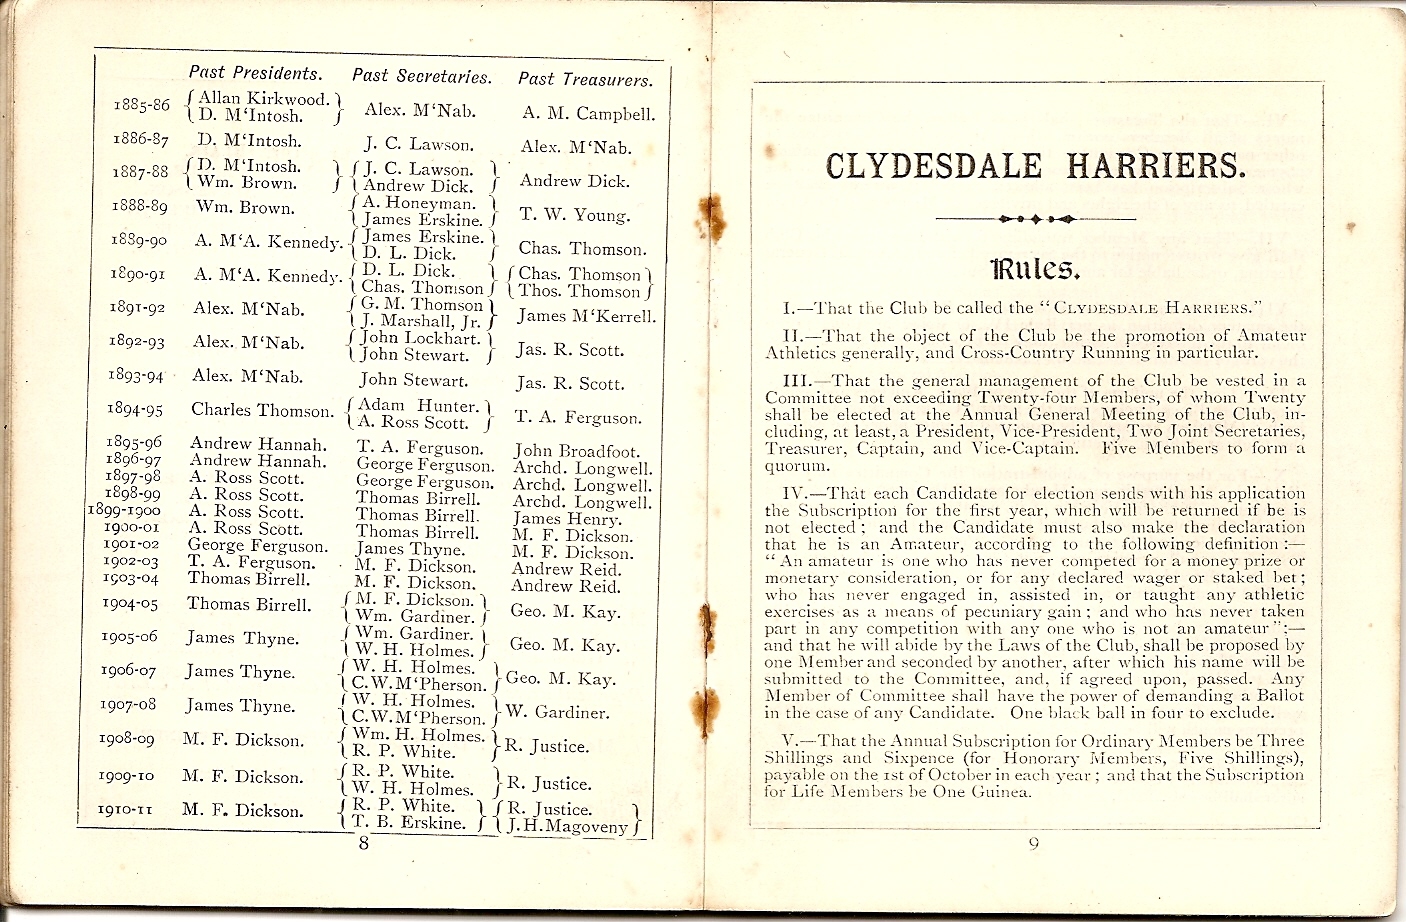 Past Presidents. Past Secretaries. Past Treasurers.
1885-86 { Allan Kirkwood. D. M‘Intosh. } Alex. M‘Nab. A. M. Campbell.
1886-87 D. M‘Intosh. J. C. Lawson. Alex. M‘Nab.
1887-88 { D. M‘Intosh. Wm. Brown. } { J. C. Lawson. Andrew Dick. } Andrew Dick.
1888-89 Wm. Brown. { A. Honeyman. James Erskine. } T. W. Young.
1889-90 A. M‘A. Kennedy. { James Erskine. D. L. Dick. } Chas. Thomson.
1890-91 A. M‘A. Kennedy. { D. L. Dick. Chas. Thomson } { Chas. Thomson Thos. Thomson }
1891-92 Alex. M‘Nab. { G. M. Thomson J. Marshall, Jr. } James M‘Kerrell.
1892-93 Alex. M‘Nab. { John Lockhart. John Stewart. } Jas. R. Scott.
1893-94 Alex. M‘Nab. John Stewart. Jas. R. Scott.
1894-95 Charles Thomson. { Adam Hunter. A. Ross Scott. } T. A. Ferguson.
1895-96 Andrew Hannah. T. A. Ferguson. John Broadfoot.
1896-97 Andrew Hannah. George Ferguson. Archd. Longwell.
1897-98 A. Ross Scott. George Ferguson. Archd. Longwell.
1898-99 A. Ross Scott. Thomas Birrell. Archd. Longwell.
1899-1900 A. Ross Scott. Thomas Birrell. James Henry.
1900-01 A. Ross Scott. Thomas Birrell. M. F. Dickson.
1901-02 George Ferguson. James Thyne. M. F. Dickson.
1902-03 T. A. Ferguson. M. F. Dickson. Andrew Reid.
1903-04 Thomas Birrell. M. F. Dickson. Andrew Reid.
1904-05 Thomas Birrell. { M. F. Dickson. Wm. Gardiner. } Geo. M. Kay.
1905-06 James Thyne. { Wm. Gardiner. W. H. Holmes. } Geo. M. Kay.
1906-07 James Thyne. { W. H. Holmes. C. W. M‘Pherson. } Geo. M. Kay.
1907-08 James Thyne. { W. H. Holmes. C. W. M‘Pherson. } W. Gardiner.
1908-09 M. F. Dickson. { Wm. H. Holmes. R. P. White. } R. Justice.
1909-10 M. F. Dickson. { R. P. White. W. H. Holmes. } R. Justice.
1910-11 M. F. Dickson. { R. P. White. T. B. Erskine. } { R. Justice. J. H. Magoveny }
8
CLYDESDALE HARRIERS.
Rules.
I.—That the Club be called the “CLYDESDALE HARRIERS.”
II.—That the object of the Club be the promotion of Amateur
Athletics generally, and Cross-Country Running in particular.
III.—That the general management of the Club be vested in a
Committee not exceeding Twenty-four Members, of whom Twenty
shall be elected at the Annual General Meeting of the Club, in-
cluding, at least, a President, Vice-President, Two Joint Secretaries,
Treasurer, Captain, and Vice-Captain. Five Members to form a
quorum.
IV.—That each Candidate for election sends with his application
the Subscription for the first year, which will be returned if be is
not elected; and the Candidate must also make the declaration
that he is an Amateur, according to the following definition :—
“An amateur is one who has never competed for a money prize or
monetary consideration, or for any declared wager or staked bet;
who has never engaged in, assisted in, or taught any athletic
exercises as a means of pecuniary gain; and who has never taken
part in any competition with any one who is not an amateur”;—
and that he will abide by the Laws of the Club, shall be proposed by
one Member and seconded by another, after which his name will be
submitted to the Committee, and, if agreed upon, passed. Any
Member of Committee shall have the power of demanding a Ballot
in the case of any Candidate. One black ball in four to exclude.
V.—That the Annual Subscription for Ordinary Members be Three
Shillings and Sixpence (for Honorary Members, Five Shillings),
payable on the 1st of October in each year; and that the Subscription
for Life Members be One Guinea.
9